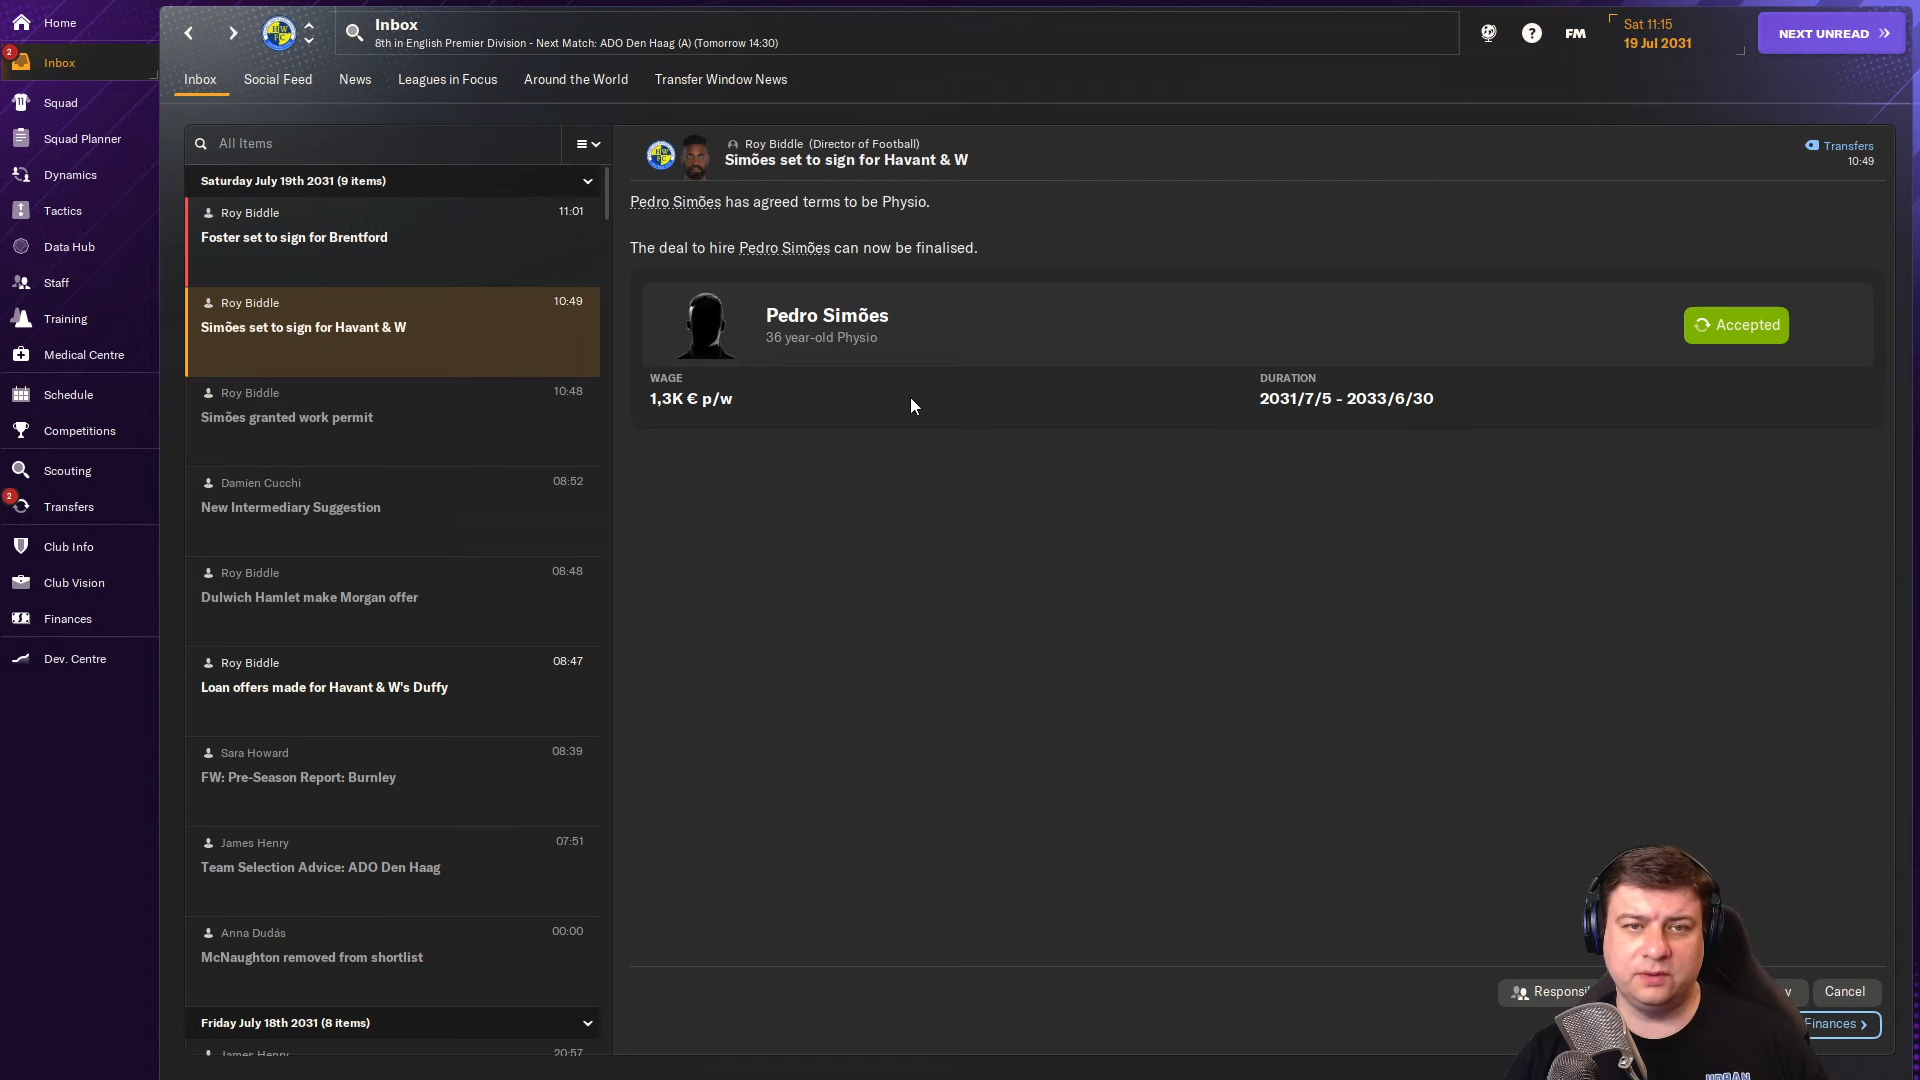 Home
2
Inbox
Squad
Squad Planner
Dynamics
Tactics
Data Hub
Staff
Training
Medical Centre
Schedule
Competitions
Scouting
2
Transfers
Club Info
Club Vision
Finances
Dev. Centre
Inbox
8th in English Premier Division - Next Match: ADO Den Haag (A) (Tomorrow 14:30)
FM
Sat 11:15
19 Jul 2031
NEXT UNREAD
Inbox
Social Feed
News
Leagues in Focus
Around the World
Transfer Window News
All Items
Saturday July 19th 2031 (9 items)
Roy Biddle 11:01
Foster set to sign for Brentford
Roy Biddle 10:49
Simões set to sign for Havant & W
Roy Biddle 10:48
Simões granted work permit
Damien Cucchi 08:52
New Intermediary Suggestion
Roy Biddle 08:48
Dulwich Hamlet make Morgan offer
Roy Biddle 08:47
Loan offers made for Havant & W's Duffy
Sara Howard 08:39
FW: Pre-Season Report: Burnley
James Henry 07:51
Team Selection Advice: ADO Den Haag
Anna Dudás 00:00
McNaughton removed from shortlist
Friday July 18th 2031 (8 items)
James Henry 20:57
Roy Biddle (Director of Football)
Simões set to sign for Havant & W
Transfers
10:49
Pedro Simões has agreed terms to be Physio.
The deal to hire Pedro Simões can now be finalised.
Pedro Simões
36 year-old Physio
Accepted
WAGE
1,3K € p/w
DURATION
2031/7/5 - 2033/6/30
Cancel
Finances